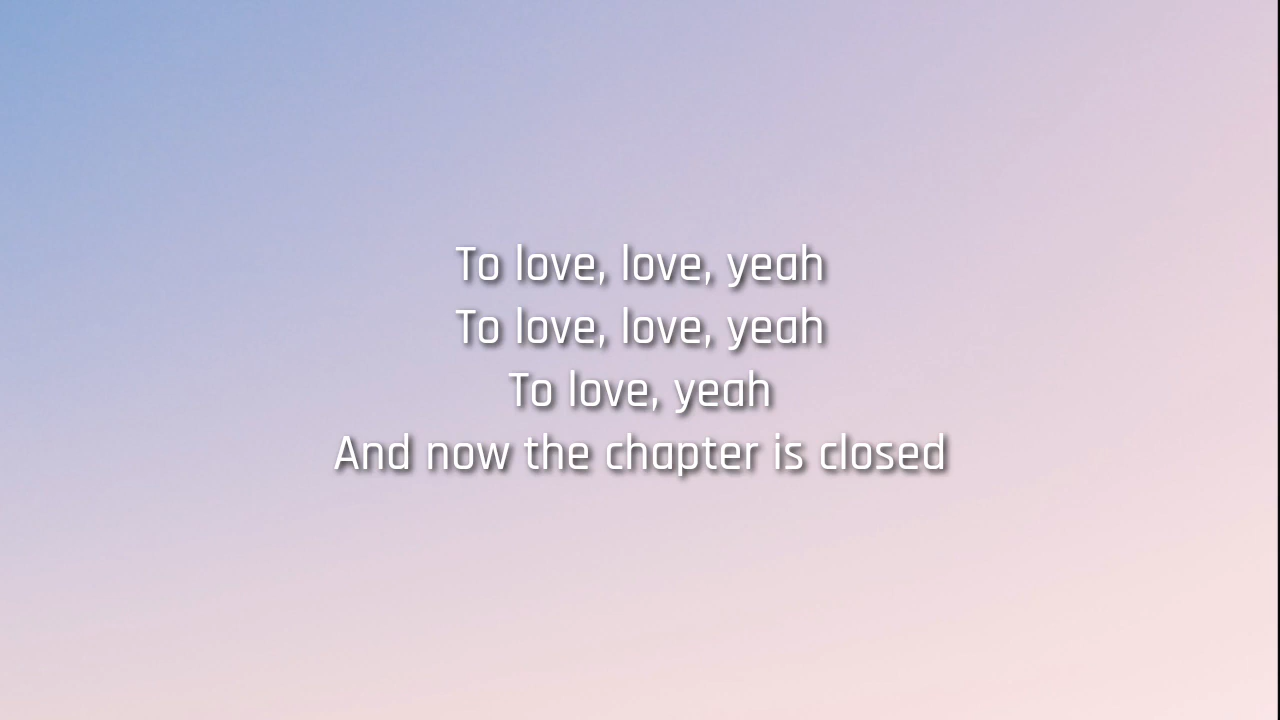 To love, love, yeah
To love, love, yeah
To love, yeah
And now the chapter is closed